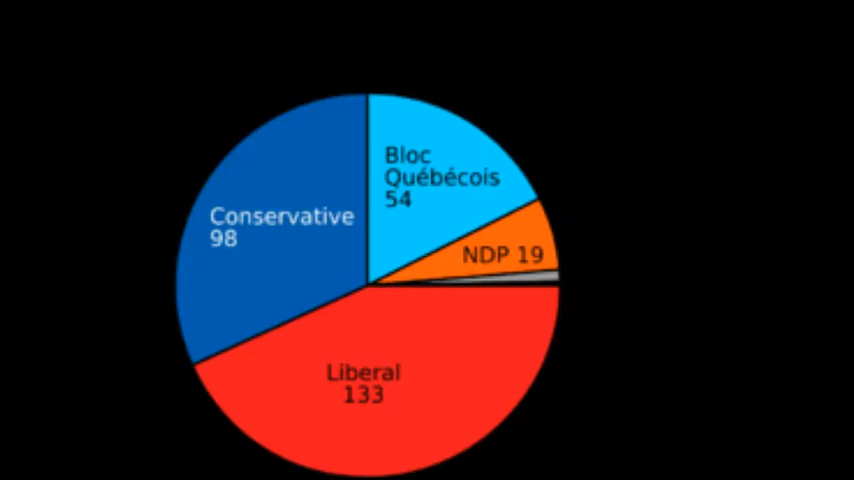 Bloc
Québécois
54
Conservative
98
NDP 19
Liberal
133